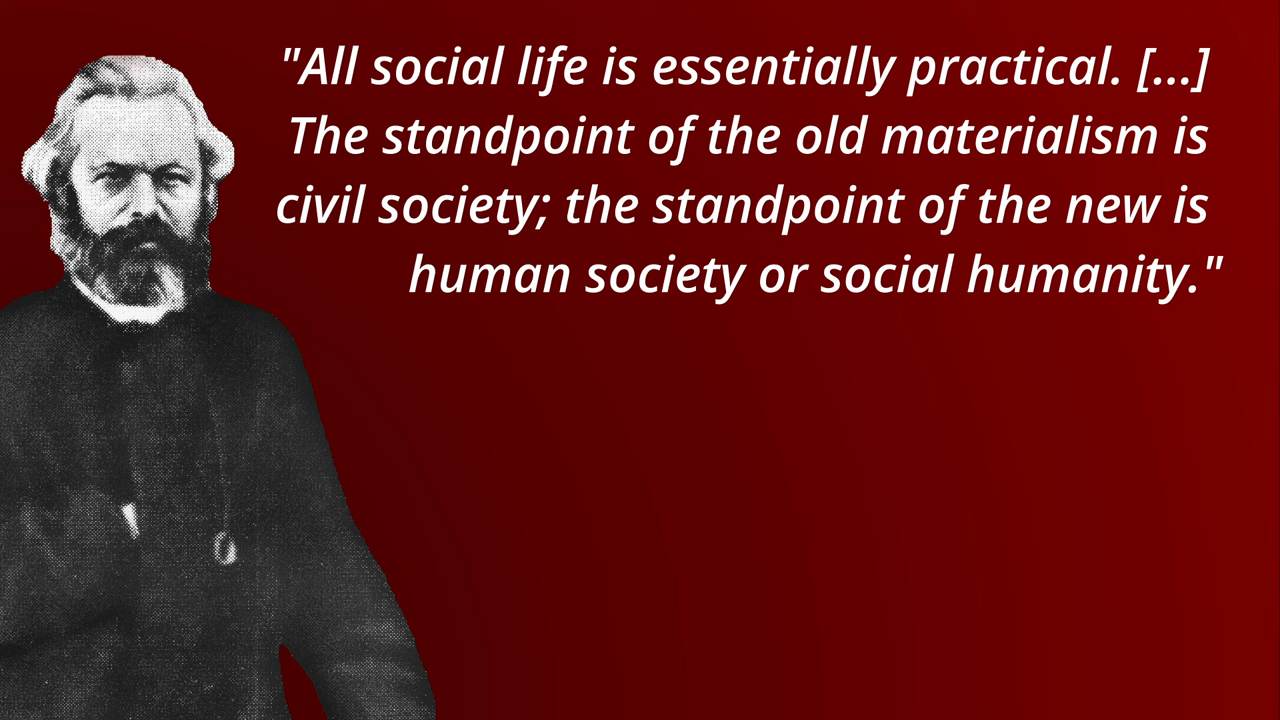 "All social life is essentially practical. [...]
The standpoint of the old materialism is
civil society; the standpoint of the new is
human society or social humanity."